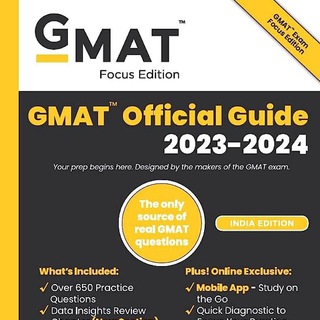 GMAT™
Focus Edition
GMAT™ Exam
Focus Edition
GMAT™ Official Guide
2023-2024
Your prep begins here. Designed by the makers of the GMAT exam.
The only
source of
real GMAT
questions
INDIA EDITION
What's Included:
✓ Over 650 Practice
Questions
✓ Data Insights Review
Plus! Online Exclusive:
✓ Mobile App - Study on
the Go
✓ Quick Diagnostic to